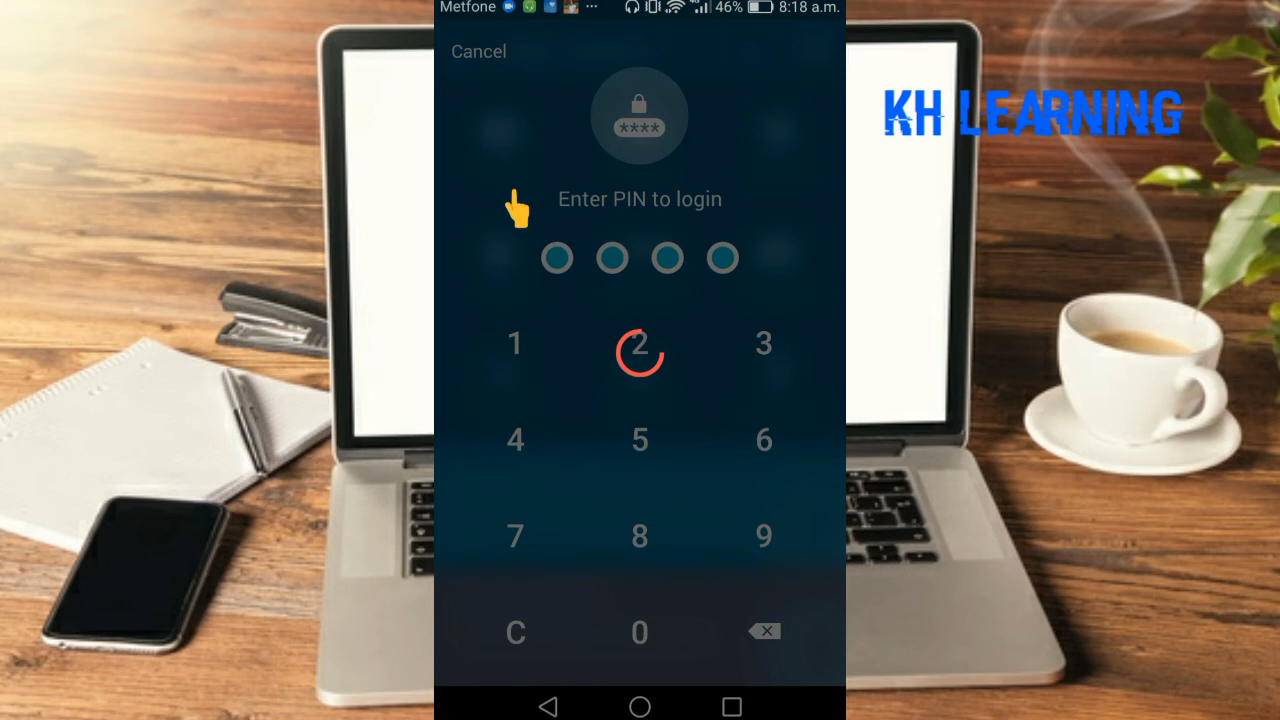 Metfone ... 46% 8:18 a.m.
Cancel
KH LEARNING
****
Enter PIN to login
1 2 3
4 5 6
7 8 9
C 0